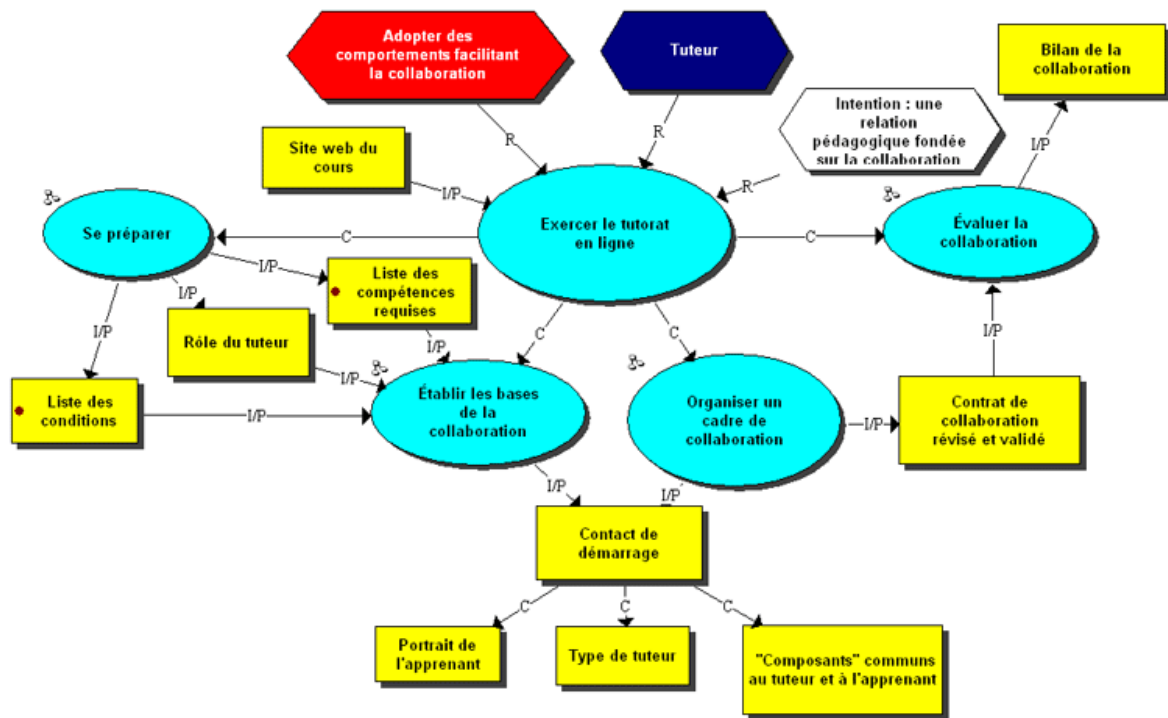 Adopter des
comportements facilitant
la collaboration
Tuteur
Bilan de la
collaboration
Intention : une
relation
pédagogique fondée
sur la collaboration
R
R
I/P
Site web du
cours
I/P
R
Se préparer
C
Exercer le tutorat
en ligne
C
Évaluer la
collaboration
I/P
Liste des
compétences
requises
I/P
I/P
Rôle du tuteur
I/P
C
C
I/P
I/P
Liste des
conditions
I/P
Établir les bases
de la
collaboration
Organiser un
cadre de
collaboration
I/P
Contrat de
collaboration
révisé et validé
I/P
I/P
Contact de
démarrage
C
C
C
Portrait de
l'apprenant
Type de tuteur
"Composants" communs
au tuteur et à l'apprenant